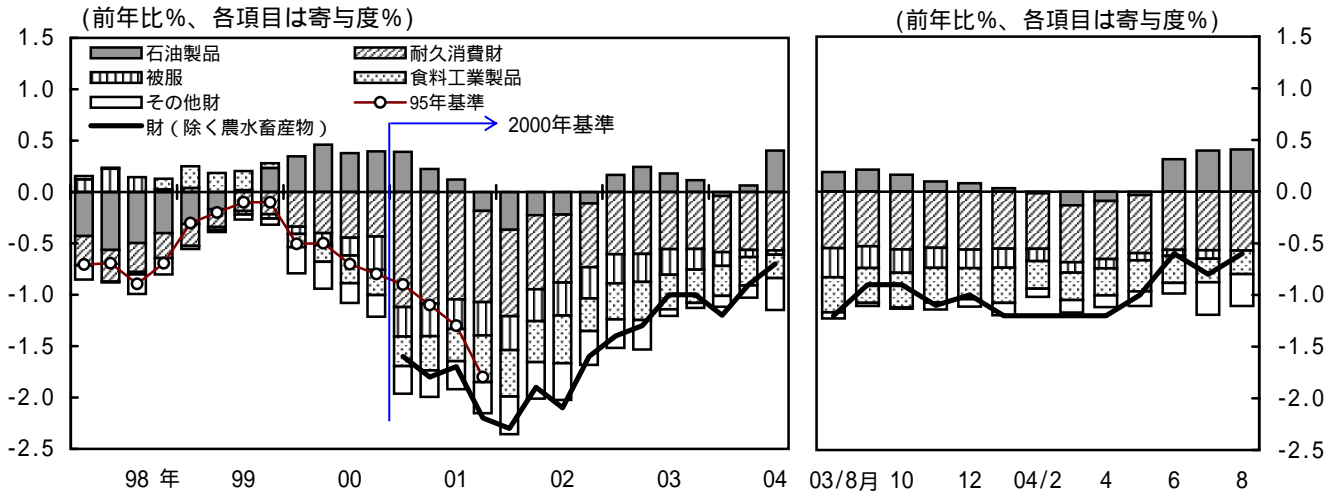 (前年比%、各項目は寄与度%)
石油製品
耐久消費財
被服
食料工業製品
その他財
95年基準
財（除く農水畜産物）
2000年基準
1.5
1.0
0.5
0.0
-0.5
-1.0
-1.5
-2.0
-2.5
98 年 99 00 01 02 03 04
(前年比%、各項目は寄与度%)
1.5
1.0
0.5
0.0
-0.5
-1.0
-1.5
-2.0
-2.5
03/8月 10 12 04/2 4 6 8